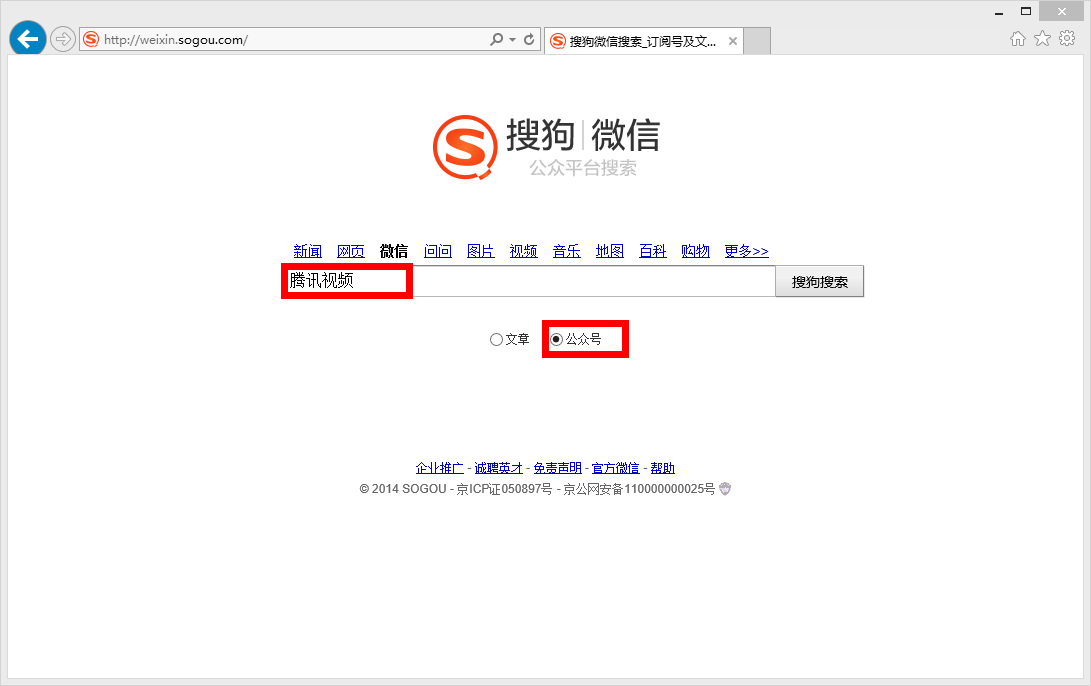 http://weixin.sogou.com/
搜狗微信搜索_订阅号及文...
搜狗|微信
公众平台搜索
新闻 网页 微信 问问 图片 视频 音乐 地图 百科 购物 更多>>
腾讯视频 搜狗搜索
文章 公众号
企业推广 - 诚聘英才 - 免责声明 - 官方微信 - 帮助
© 2014 SOGOU - 京ICP证050897号 - 京公网安备110000000025号